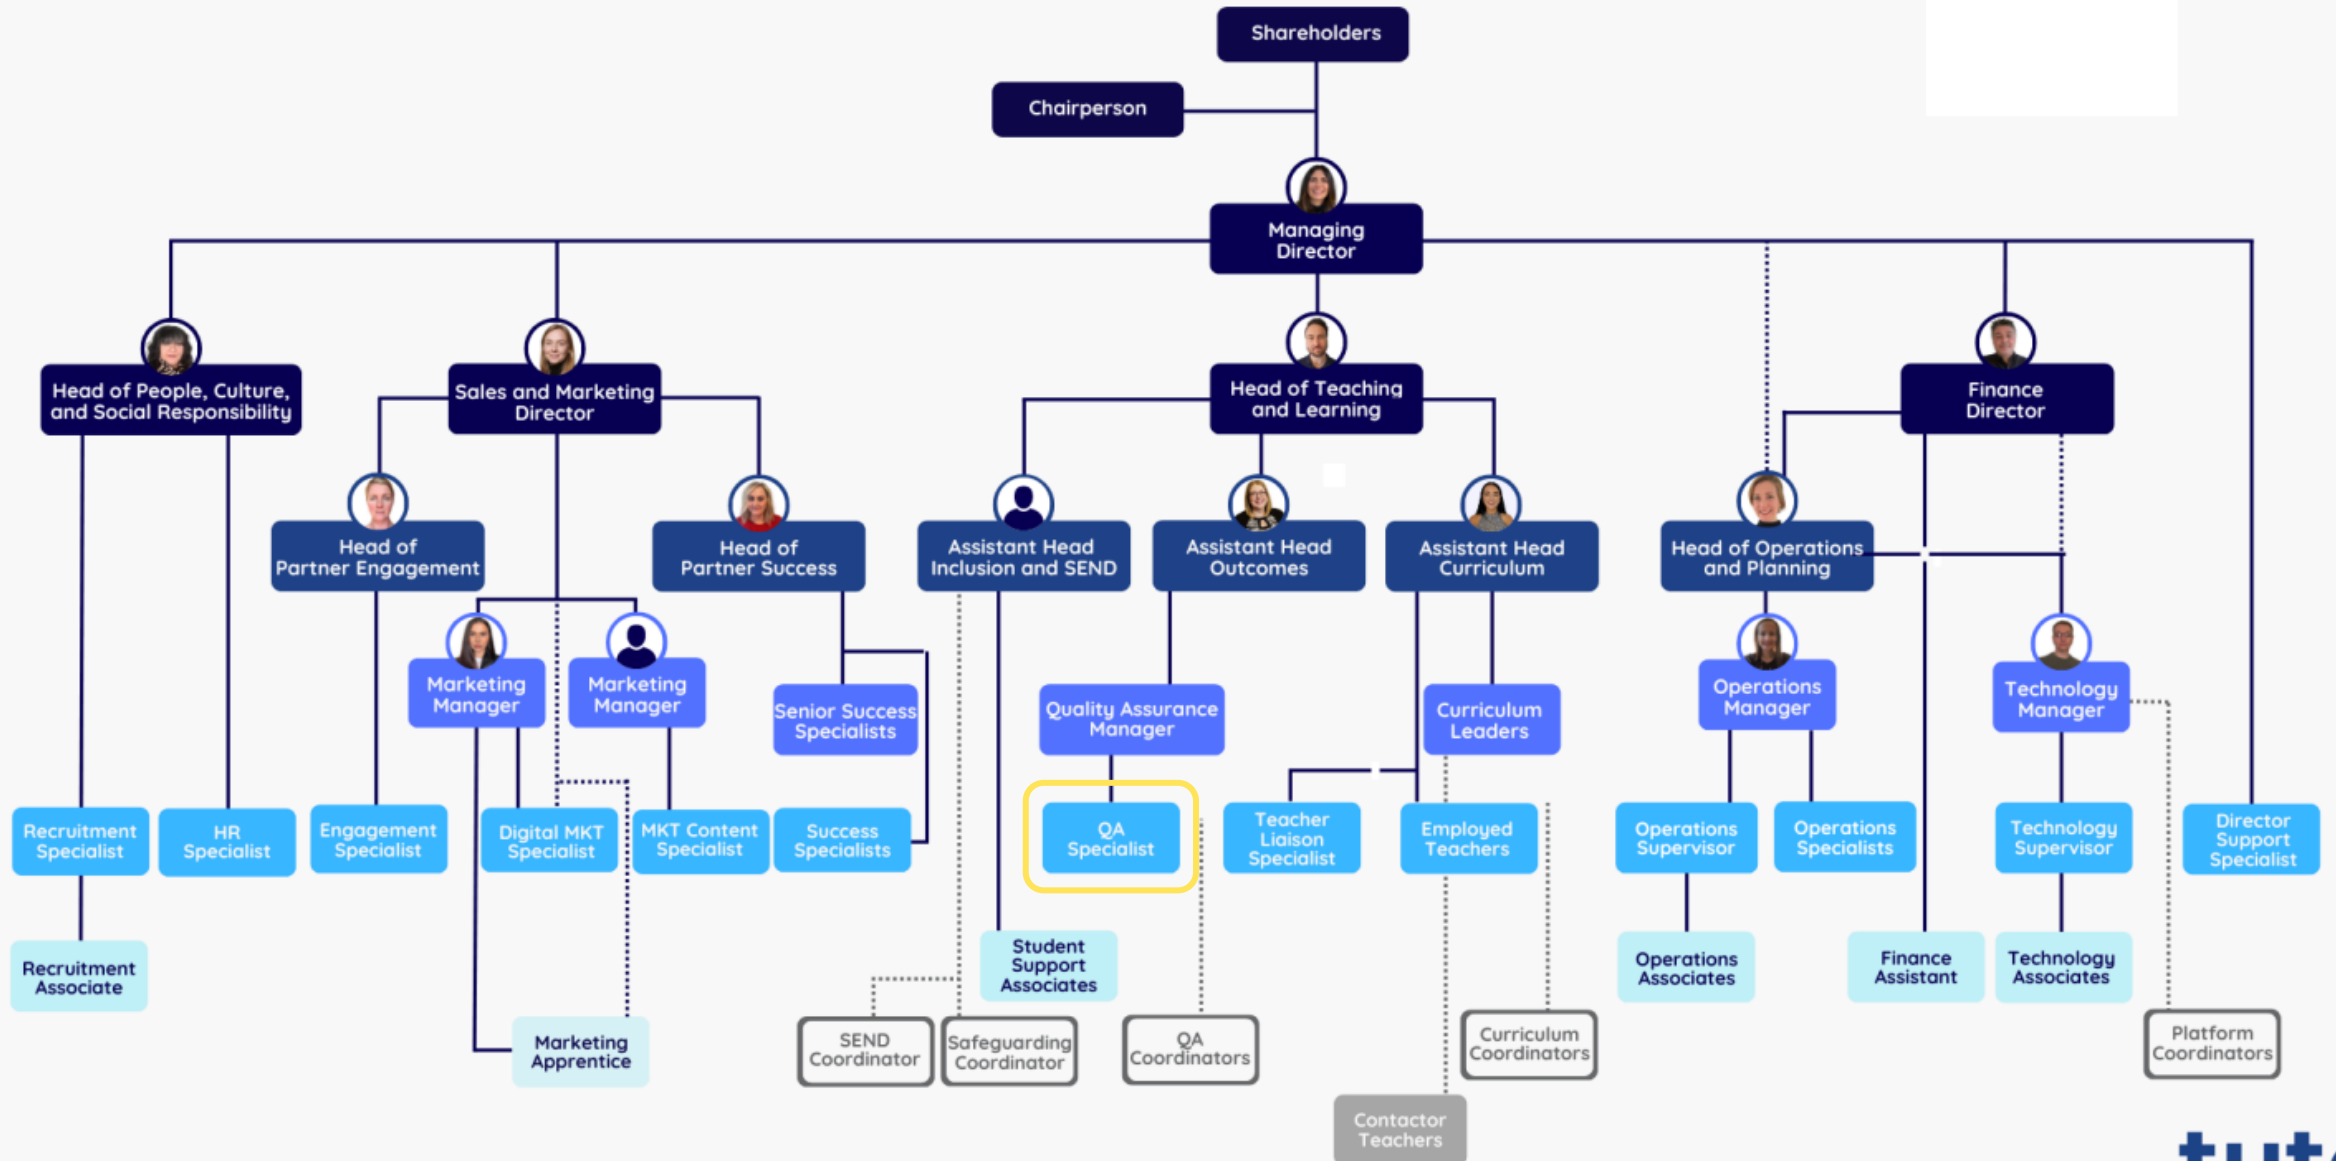 Shareholders
Chairperson
Managing
Director
Head of People, Culture,
and Social Responsibility
Sales and Marketing
Director
Head of Teaching
and Learning
Finance
Director
Head of
Partner Engagement
Head of
Partner Success
Assistant Head
Inclusion and SEND
Assistant Head
Outcomes
Assistant Head
Curriculum
Head of Operations
and Planning
Marketing
Manager
Marketing
Manager
Senior Success
Specialists
Quality Assurance
Manager
Curriculum
Leaders
Operations
Manager
Technology
Manager
Recruitment
Specialist
HR
Specialist
Engagement
Specialist
Digital MKT
Specialist
MKT Content
Specialist
Success
Specialists
QA
Specialist
Teacher
Liaison
Specialist
Employed
Teachers
Operations
Supervisor
Operations
Specialists
Technology
Supervisor
Director
Support
Specialist
Recruitment
Associate
Student
Support
Associates
Operations
Associates
Finance
Assistant
Technology
Associates
Marketing
Apprentice
SEND
Coordinator
Safeguarding
Coordinator
QA
Coordinators
Curriculum
Coordinators
Platform
Coordinators
Contactor
Teachers